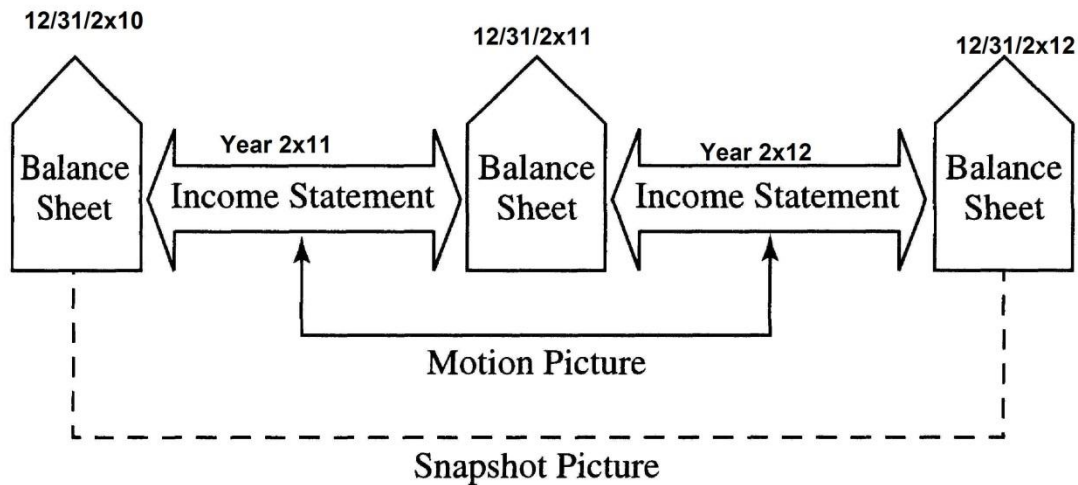 12/31/2x10
12/31/2x11
12/31/2x12
Balance
Sheet
Year 2x11
Income Statement
Balance
Sheet
Year 2x12
Income Statement
Balance
Sheet
Motion Picture
Snapshot Picture